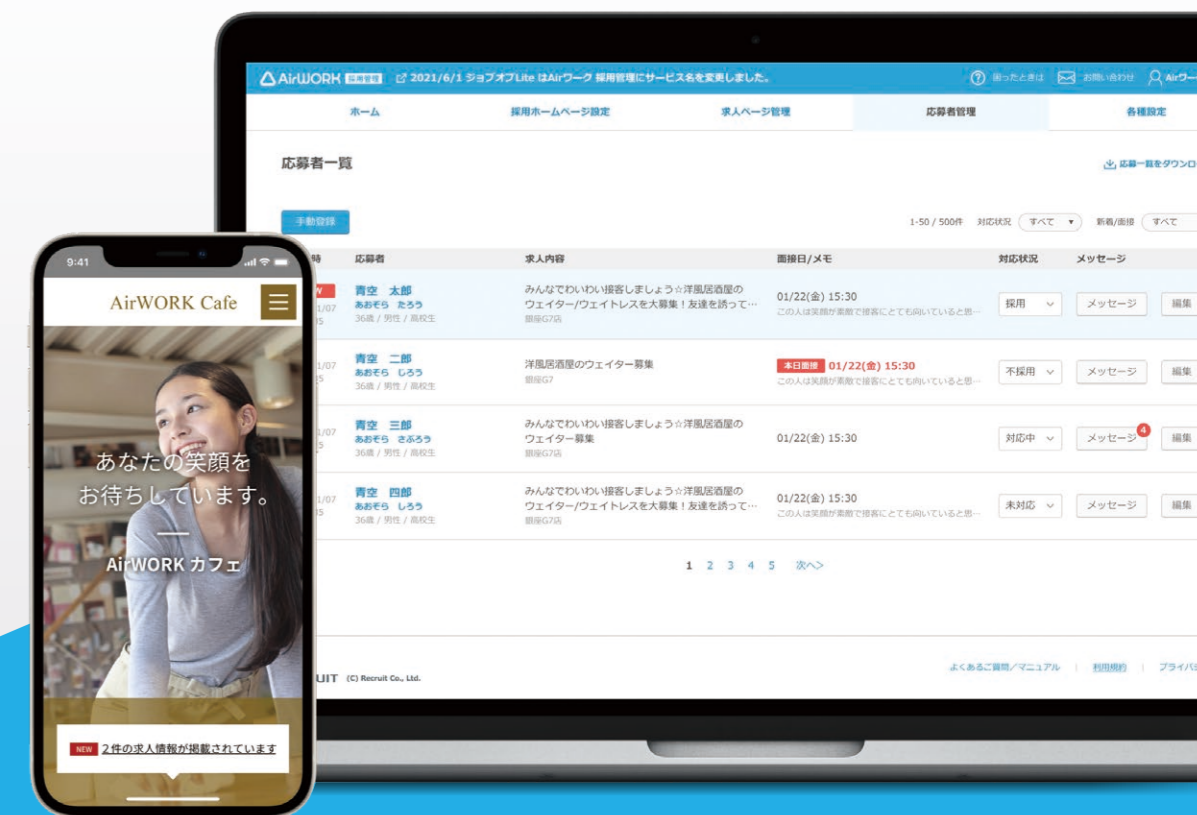 AirWORK 採用管理 2021/6/1 ジョブオプLite はAirワーク 採用管理にサービス名を変更しました。 困ったときは お問い合わせ Airワー
ホーム 採用ホームページ設定 求人ページ管理 応募者管理 各種設定
応募者一覧 応募一覧をダウンロ
手動登録 1-50 / 500件 対応状況 すべて 新着/面接 すべて
時 応募者 求人内容 面接日/メモ 対応状況 メッセージ
W 青空 太郎 みんなでわいわい接客しましょう☆洋風居酒屋の
1/07 あおぞら たろう ウェイター/ウェイトレスを大募集！友達を誘って… 01/22(金) 15:30 採用 メッセージ 編集
36歳 / 男性 / 高校生 銀座G7店 この人は笑顔が素敵で接客にとても向いていると思…
1/07 青空 二郎 洋風居酒屋のウェイター募集 本日面接 01/22(金) 15:30 不採用 メッセージ 編集
あおぞら じろう 銀座G7 この人は笑顔が素敵で接客にとても向いていると思…
36歳 / 男性 / 高校生
青空 三郎 みんなでわいわい接客しましょう☆洋風居酒屋の
1/07 あおぞら さぶろう ウェイター募集 01/22(金) 15:30 対応中 メッセージ 4 編集
36歳 / 男性 / 高校生 銀座G7店
1/07 青空 四郎 みんなでわいわい接客しましょう☆洋風居酒屋の
あおぞら しろう ウェイター/ウェイトレスを大募集！友達を誘って… 01/22(金) 15:30 未対応 メッセージ 編集
36歳 / 男性 / 高校生 銀座G7店 この人は笑顔が素敵で接客にとても向いていると思…
1 2 3 4 5 次へ>
よくあるご質問/マニュアル 利用規約 プライバシ
UIT (C) Recruit Co., Ltd.
9:41
AirWORK Cafe
あなたの笑顔を
お待ちしています。
AirWORK カフェ
NEW 2件の求人情報が掲載されています